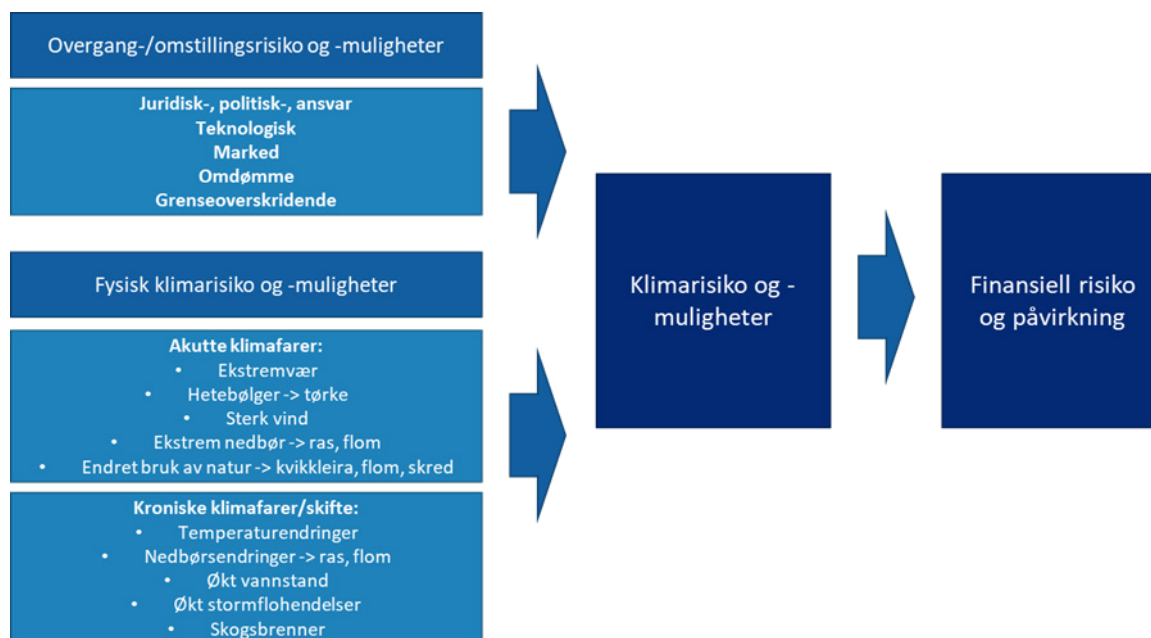 Overgang-/omstillingsrisiko og -muligheter
Juridisk-, politisk-, ansvar
Teknologisk
Marked
Omdømme
Grenseoverskridende
Fysisk klimarisiko og -muligheter
Akutte klimafarer:
• Ekstremvær
• Hetebølger -> tørke
• Sterk vind
• Ekstrem nedbør -> ras, flom
• Endret bruk av natur -> kvikkleira, flom, skred
Kroniske klimafarer/skifte:
• Temperaturendringer
• Nedbørsendringer -> ras, flom
• Økt vannstand
• Økt stormflohendelser
• Skogsbrenner
Klimarisiko og -
muligheter
Finansiell risiko
og påvirkning